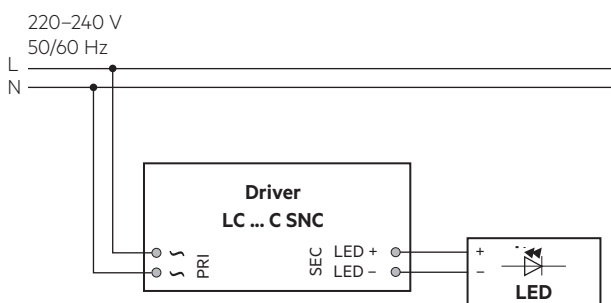 220–240 V
50/60 Hz
L
N
Driver
LC ... C SNC
~ PRI SEC LED + +
~ LED – –
LED